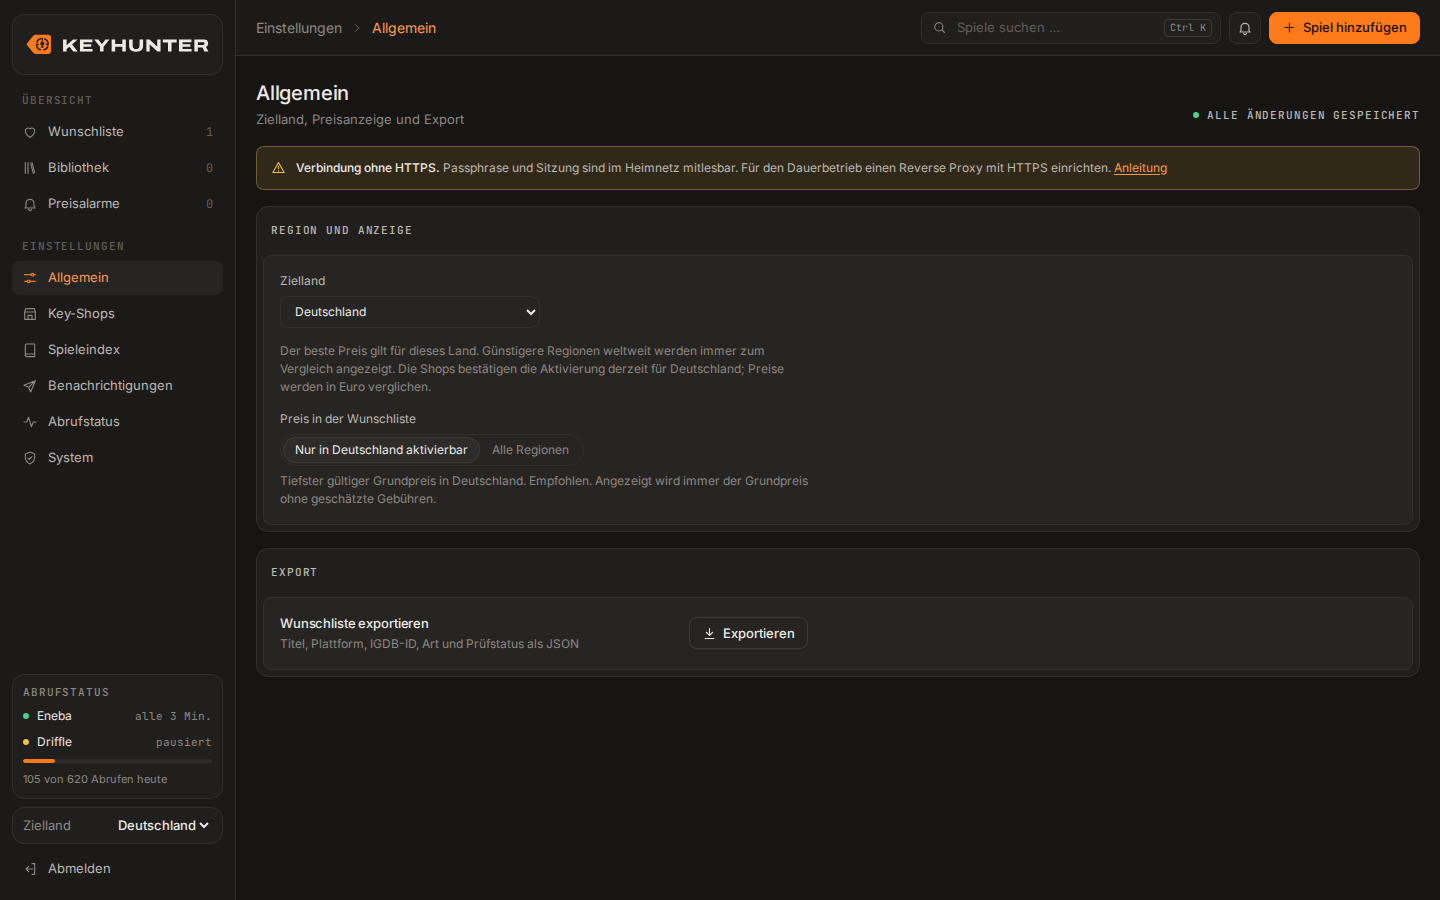 KEYHUNTER
Einstellungen > Allgemein
Spiele suchen ...
Ctrl K
Spiel hinzufügen
ÜBERSICHT
Wunschliste 1
Bibliothek 0
Preisalarme 0
EINSTELLUNGEN
Allgemein
Key-Shops
Spieleindex
Benachrichtigungen
Abrufstatus
System
ABRUFSTATUS
Eneba alle 3 Min.
Driffle pausiert
105 von 620 Abrufen heute
Zielland Deutschland
Abmelden
Allgemein
Zielland, Preisanzeige und Export
ALLE ÄNDERUNGEN GESPEICHERT
Verbindung ohne HTTPS. Passphrase und Sitzung sind im Heimnetz mitlesbar. Für den Dauerbetrieb einen Reverse Proxy mit HTTPS einrichten. Anleitung
REGION UND ANZEIGE
Zielland
Deutschland
Der beste Preis gilt für dieses Land. Günstigere Regionen weltweit werden immer zum
Vergleich angezeigt. Die Shops bestätigen die Aktivierung derzeit für Deutschland; Preise
werden in Euro verglichen.
Preis in der Wunschliste
Nur in Deutschland aktivierbar Alle Regionen
Tiefster gültiger Grundpreis in Deutschland. Empfohlen. Angezeigt wird immer der Grundpreis
ohne geschätzte Gebühren.
EXPORT
Wunschliste exportieren
Titel, Plattform, IGDB-ID, Art und Prüfstatus als JSON
Exportieren